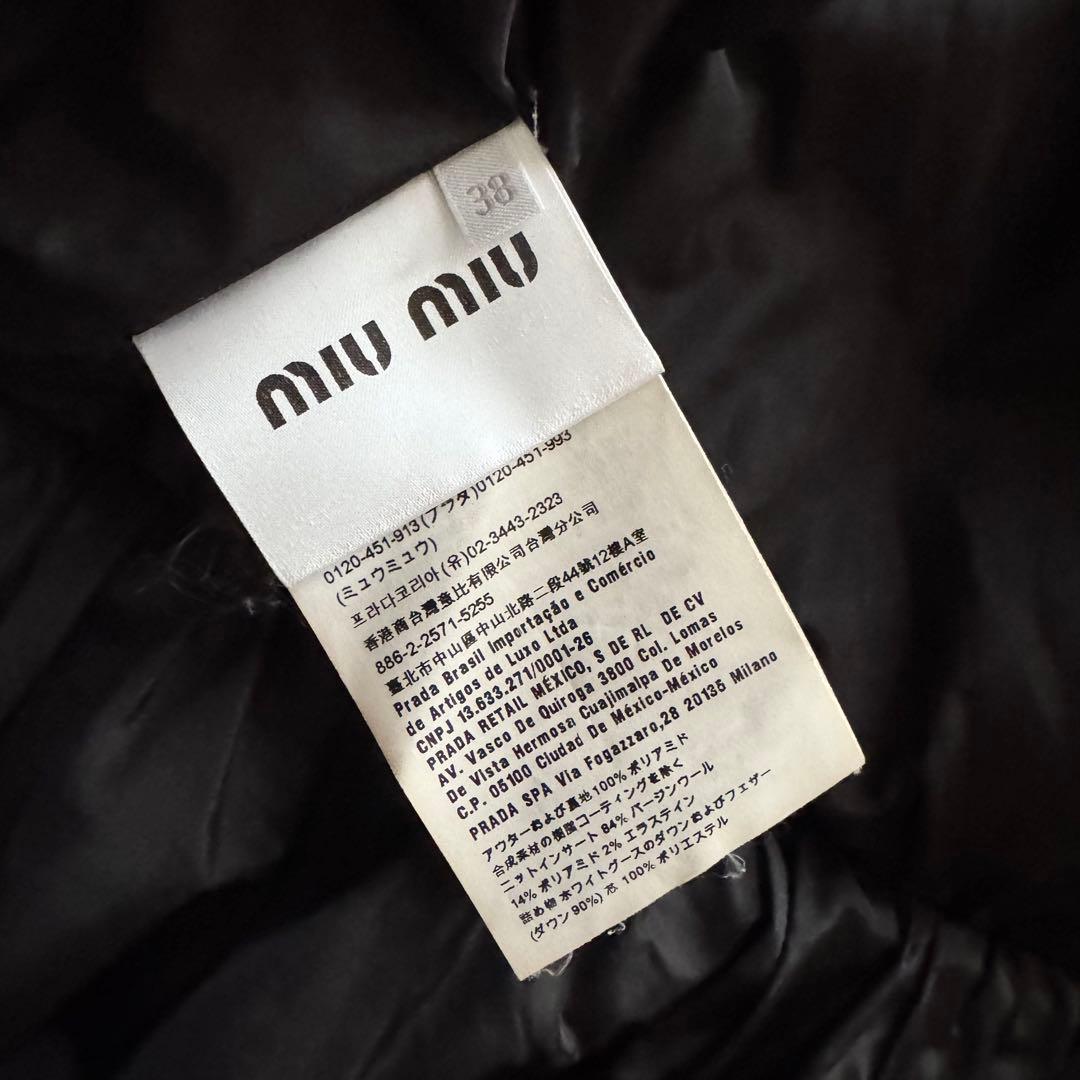 38
MIU MIU
0120-451-913(プラダ)0120-451-993
(ミュウミュウ)
프라다코리아(유)02-3443-2323
香港商台灣普比有限公司台灣分公司
886-2-2571-5255
臺北市中山區中山北路二段44號12樓A室
Prada Brasil Importação e Comércio
de Artigos de Luxo Ltda
CNPJ 13.633.271/0001-26
PRADA RETAIL MÉXICO, S DE RL DE CV
AV. Vasco De Quiroga 3800 Col. Lomas
De Vista Hermosa Cuajimalpa De Morelos
C.P. 05100 Ciudad De México-México
PRADA SPA Via Fogazzaro,28 20135 Milano
アウターおよび裏地100% ポリアミド
合成素材の樹脂コーティングを除く
ニットインサート 84% バージンウール
14% ポリアミド 2% エラステイン
詰め物 ホワイトグースのダウンおよびフェザー
(ダウン 90%) 芯 100% ポリエステル